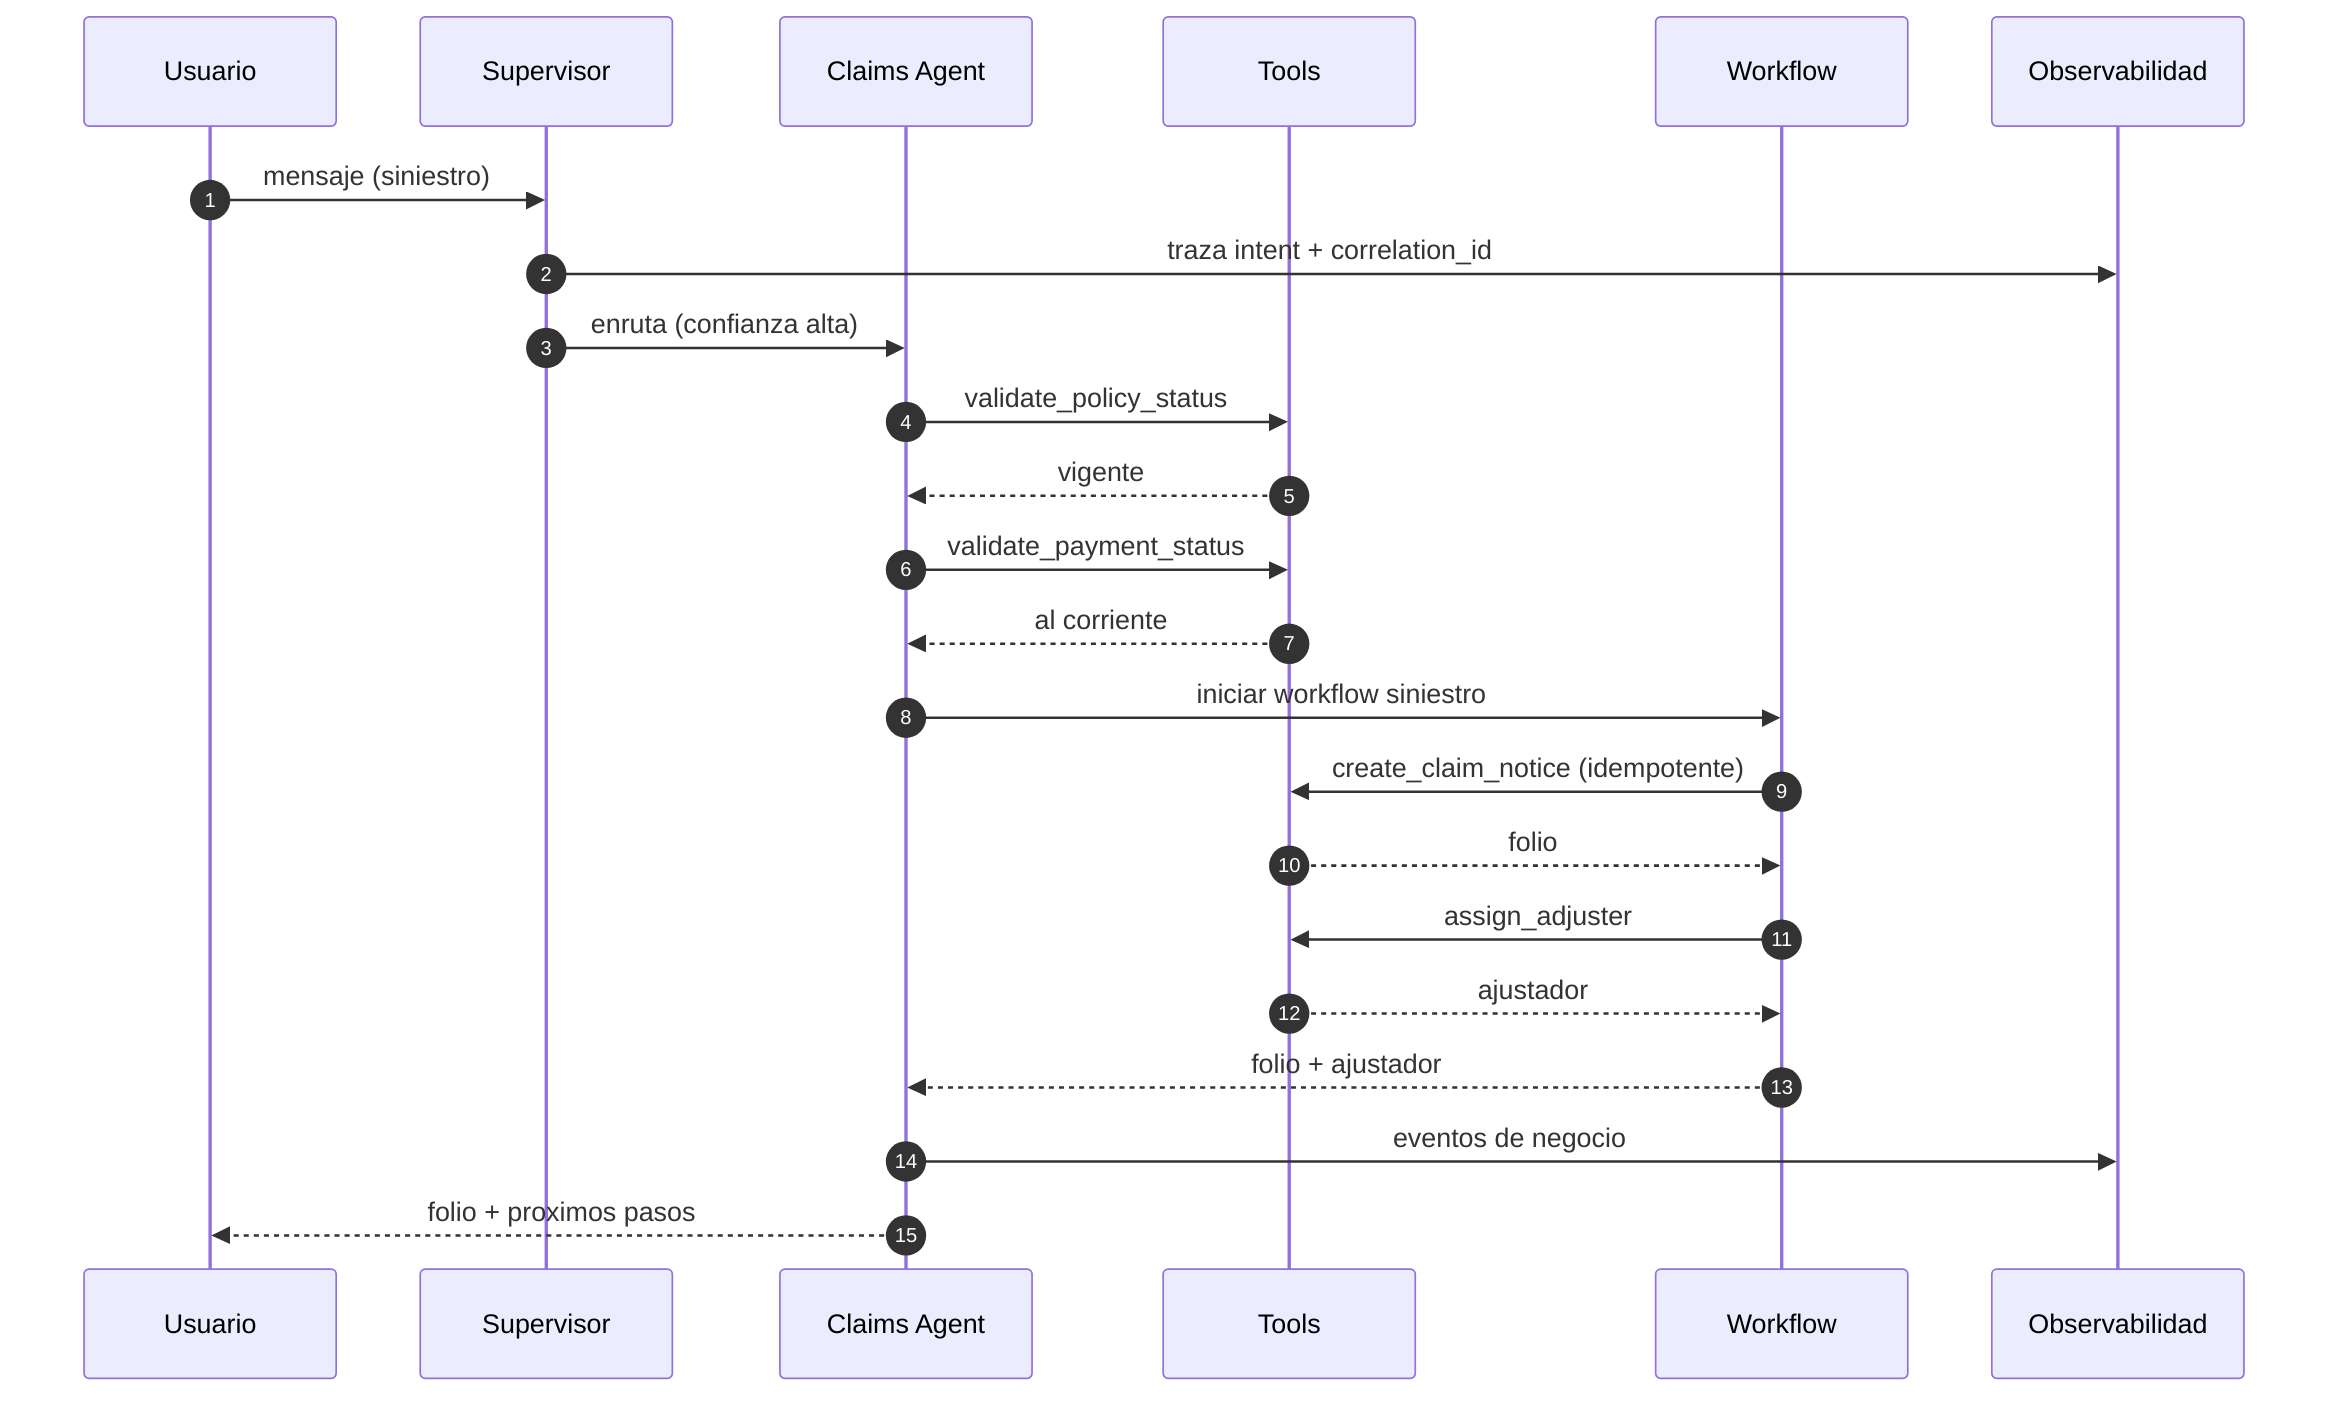 Usuario
Supervisor
Claims Agent
Tools
Workflow
Observabilidad
mensaje (siniestro)
1
traza intent + correlation_id
2
enruta (confianza alta)
3
validate_policy_status
4
vigente
5
validate_payment_status
6
al corriente
7
iniciar workflow siniestro
8
create_claim_notice (idempotente)
9
folio
10
assign_adjuster
11
ajustador
12
folio + ajustador
13
eventos de negocio
14
folio + proximos pasos
15
Usuario
Supervisor
Claims Agent
Tools
Workflow
Observabilidad